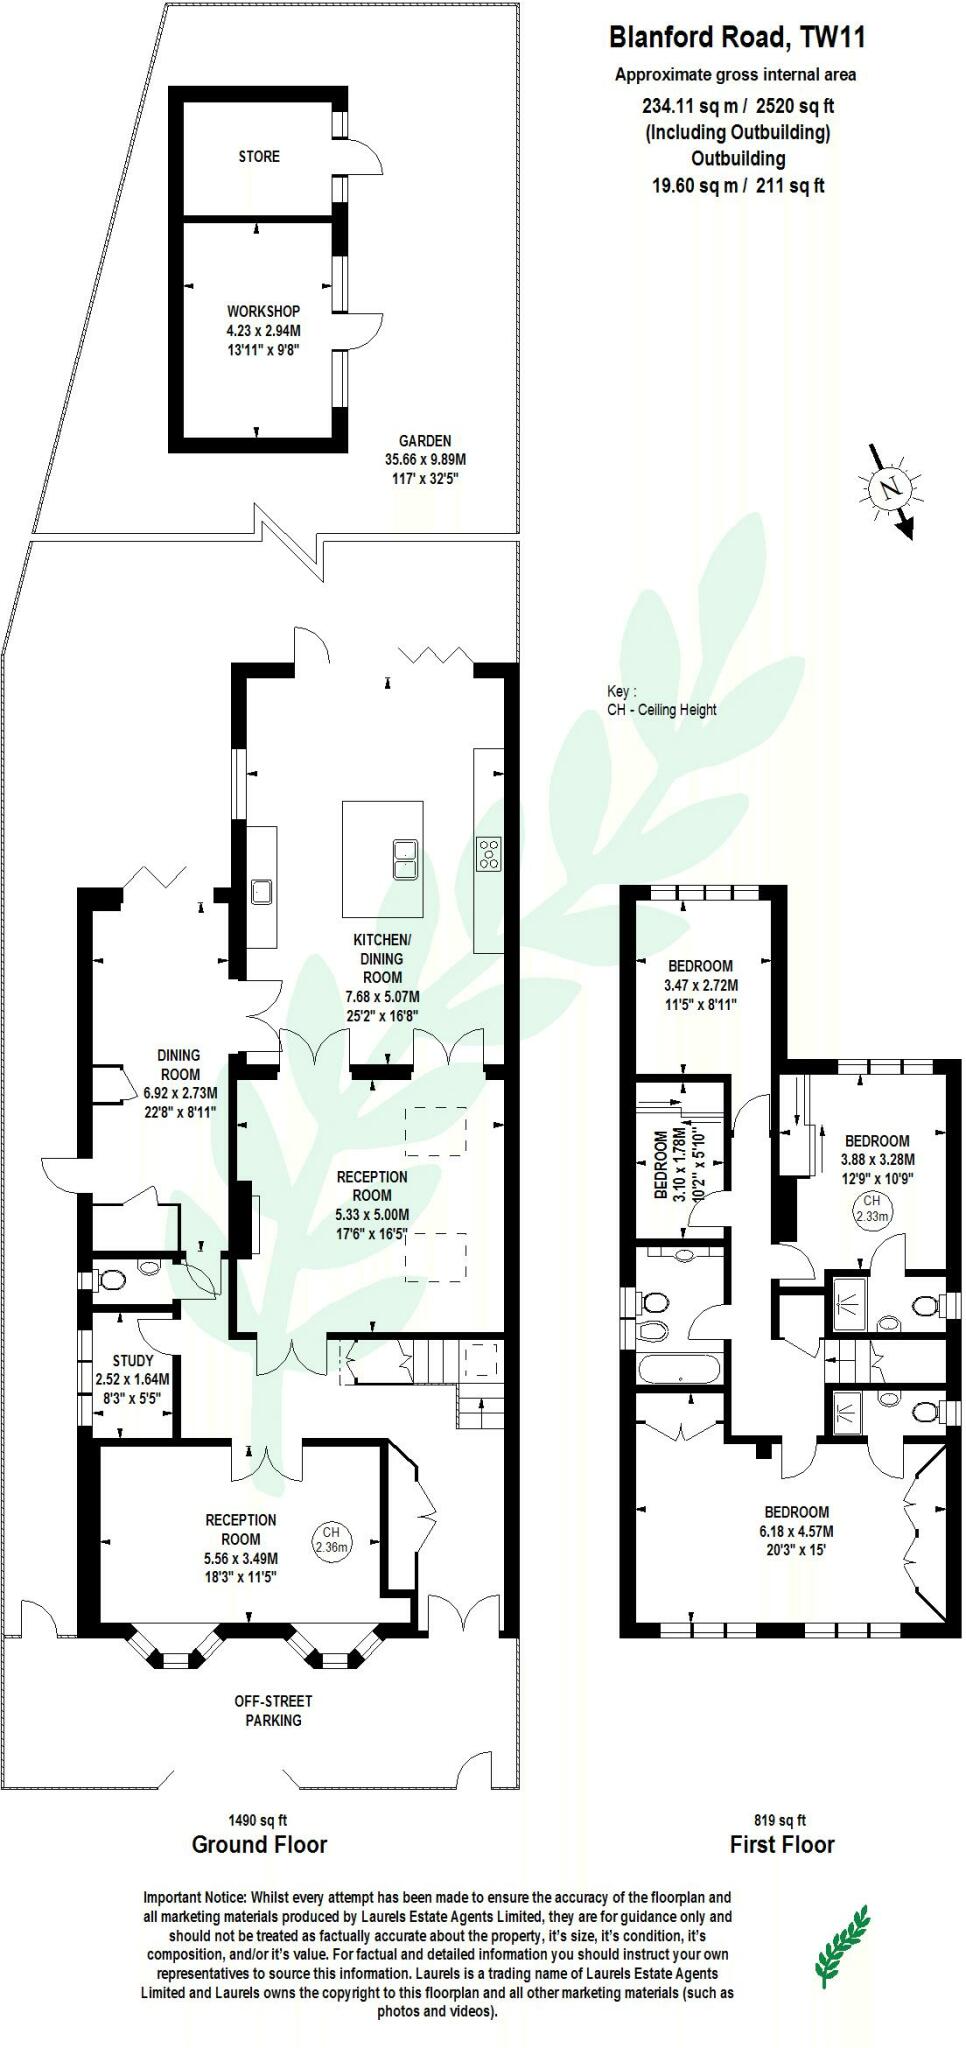 Blanford Road, TW11
Approximate gross internal area
234.11 sq m / 2520 sq ft
(Including Outbuilding)
Outbuilding
19.60 sq m / 211 sq ft
STORE
WORKSHOP
4.23 x 2.94M
13'11" x 9'8"
GARDEN
35.66 x 9.89M
117' x 32'5"
N
Key :
CH - Ceiling Height
KITCHEN/
DINING
ROOM
7.68 x 5.07M
25'2" x 16'8"
DINING
ROOM
6.92 x 2.73M
22'8" x 8'11"
RECEPTION
ROOM
5.33 x 5.00M
17'6" x 16'5"
STUDY
2.52 x 1.64M
8'3" x 5'5"
RECEPTION
ROOM
5.56 x 3.49M
18'3" x 11'5"
CH
2.36m
OFF-STREET
PARKING
BEDROOM
3.47 x 2.72M
11'5" x 8'11"
BEDROOM
3.10 x 1.78M
10'2" x 5'10"
BEDROOM
3.88 x 3.28M
12'9" x 10'9"
CH
2.33m
BEDROOM
6.18 x 4.57M
20'3" x 15'
1490 sq ft
Ground Floor
819 sq ft
First Floor
Important Notice: Whilst every attempt has been made to ensure the accuracy of the floorplan and
all marketing materials produced by Laurels Estate Agents Limited, they are for guidance only and
should not be treated as factually accurate about the property, it's size, it's condition, it's
composition, and/or it's value. For factual and detailed information you should instruct your own
representatives to source this information. Laurels is a trading name of Laurels Estate Agents
Limited and Laurels owns the copyright to this floorplan and all other marketing materials (such as
photos and videos).